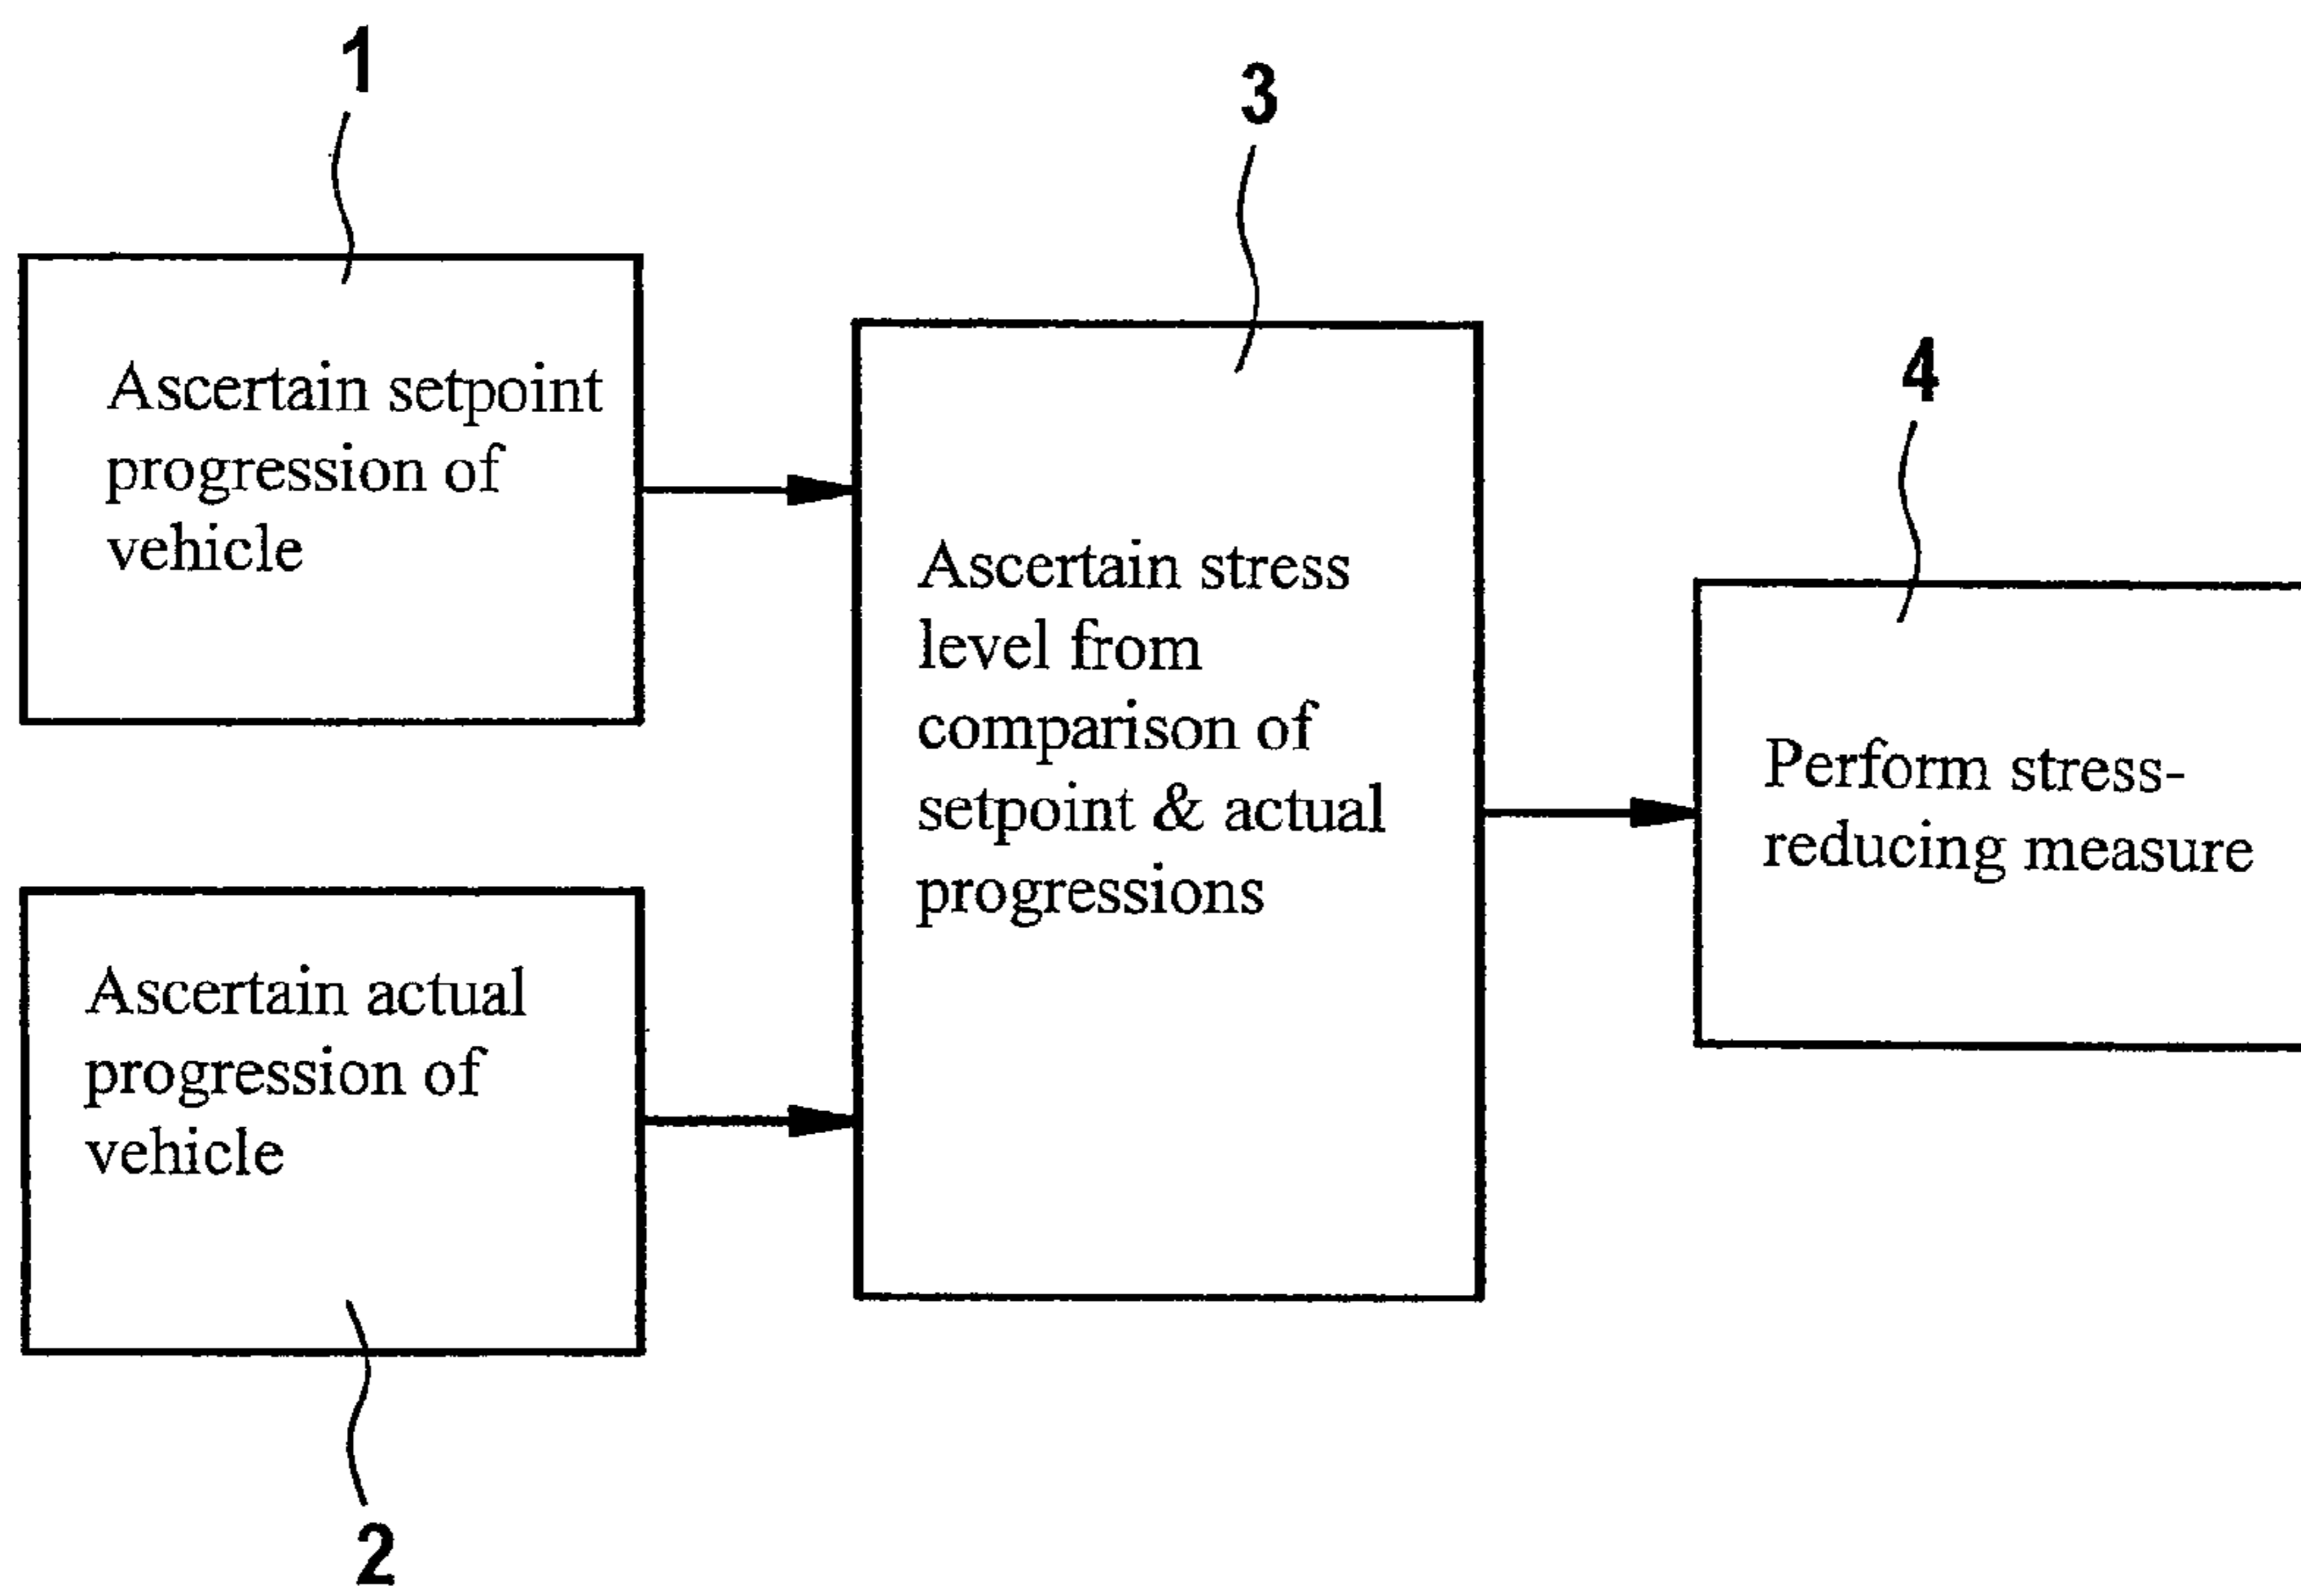 1
Ascertain setpoint
progression of
vehicle
2
Ascertain actual
progression of
vehicle
3
Ascertain stress
level from
comparison of
setpoint & actual
progressions
4
Perform stress-
reducing measure